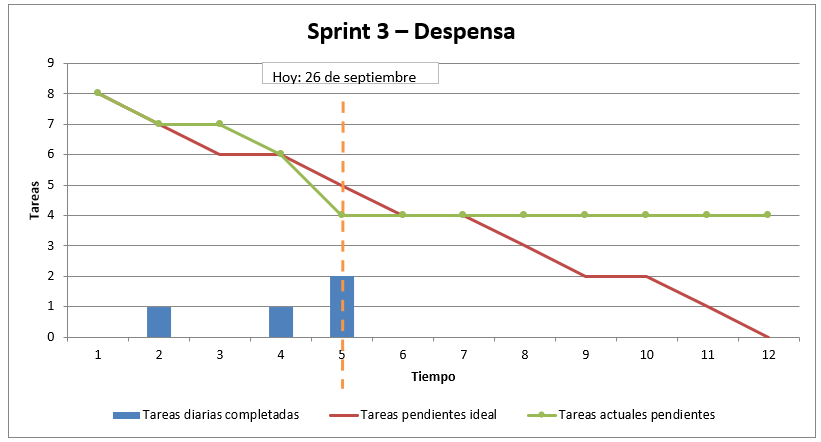 Sprint 3 – Despensa
Hoy: 26 de septiembre
9
8
7
6
5
4
3
2
1
0
Tareas
1 2 3 4 5 6 7 8 9 10 11 12
Tiempo
Tareas diarias completadas Tareas pendientes ideal Tareas actuales pendientes